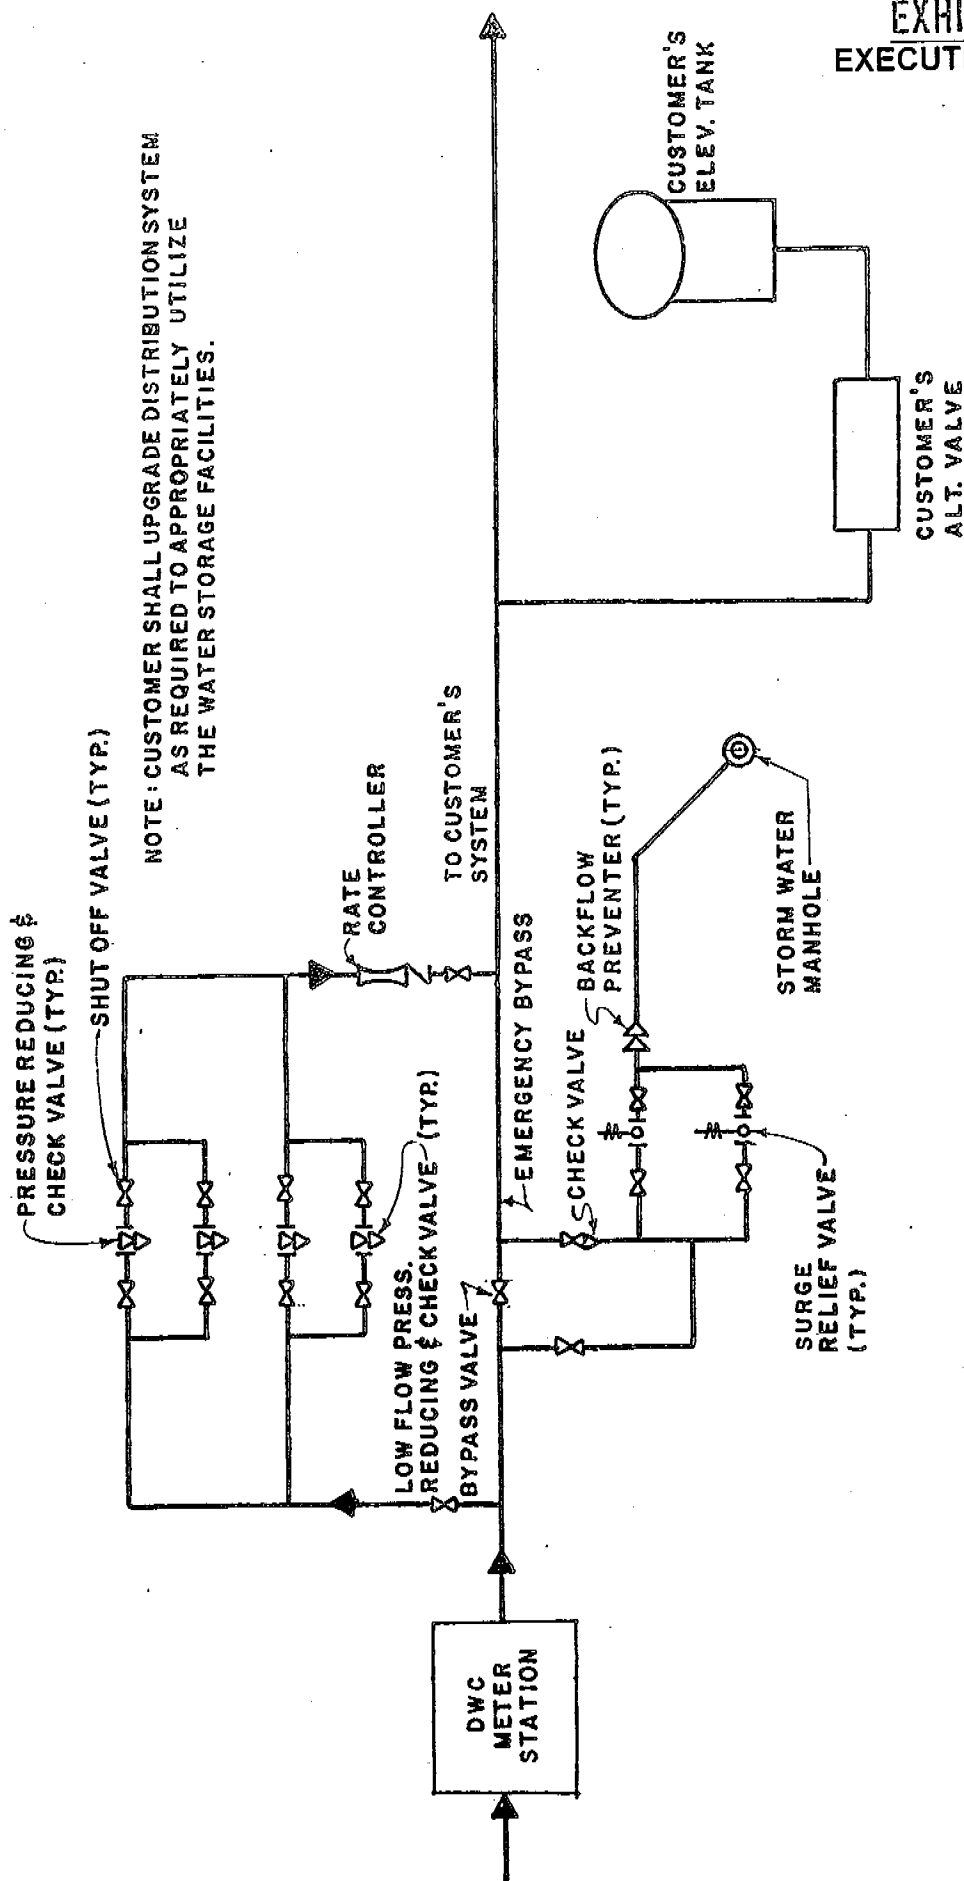 EXHI
EXECUT
NOTE: CUSTOMER SHALL UPGRADE DISTRIBUTION SYSTEM
AS REQUIRED TO APPROPRIATELY UTILIZE
THE WATER STORAGE FACILITIES.
PRESSURE REDUCING &
CHECK VALVE (TYP.)
SHUT OFF VALVE (TYP.)
RATE
CONTROLLER
TO CUSTOMER'S
SYSTEM
CUSTOMER'S
ELEV. TANK
CUSTOMER'S
ALT. VALVE
LOW FLOW PRESS.
REDUCING & CHECK VALVE (TYP.)
BYPASS VALVE
EMERGENCY BYPASS
CHECK VALVE
BACKFLOW
PREVENTER (TYP.)
STORM WATER
MANHOLE
SURGE
RELIEF VALVE
(TYP.)
DWC
METER
STATION